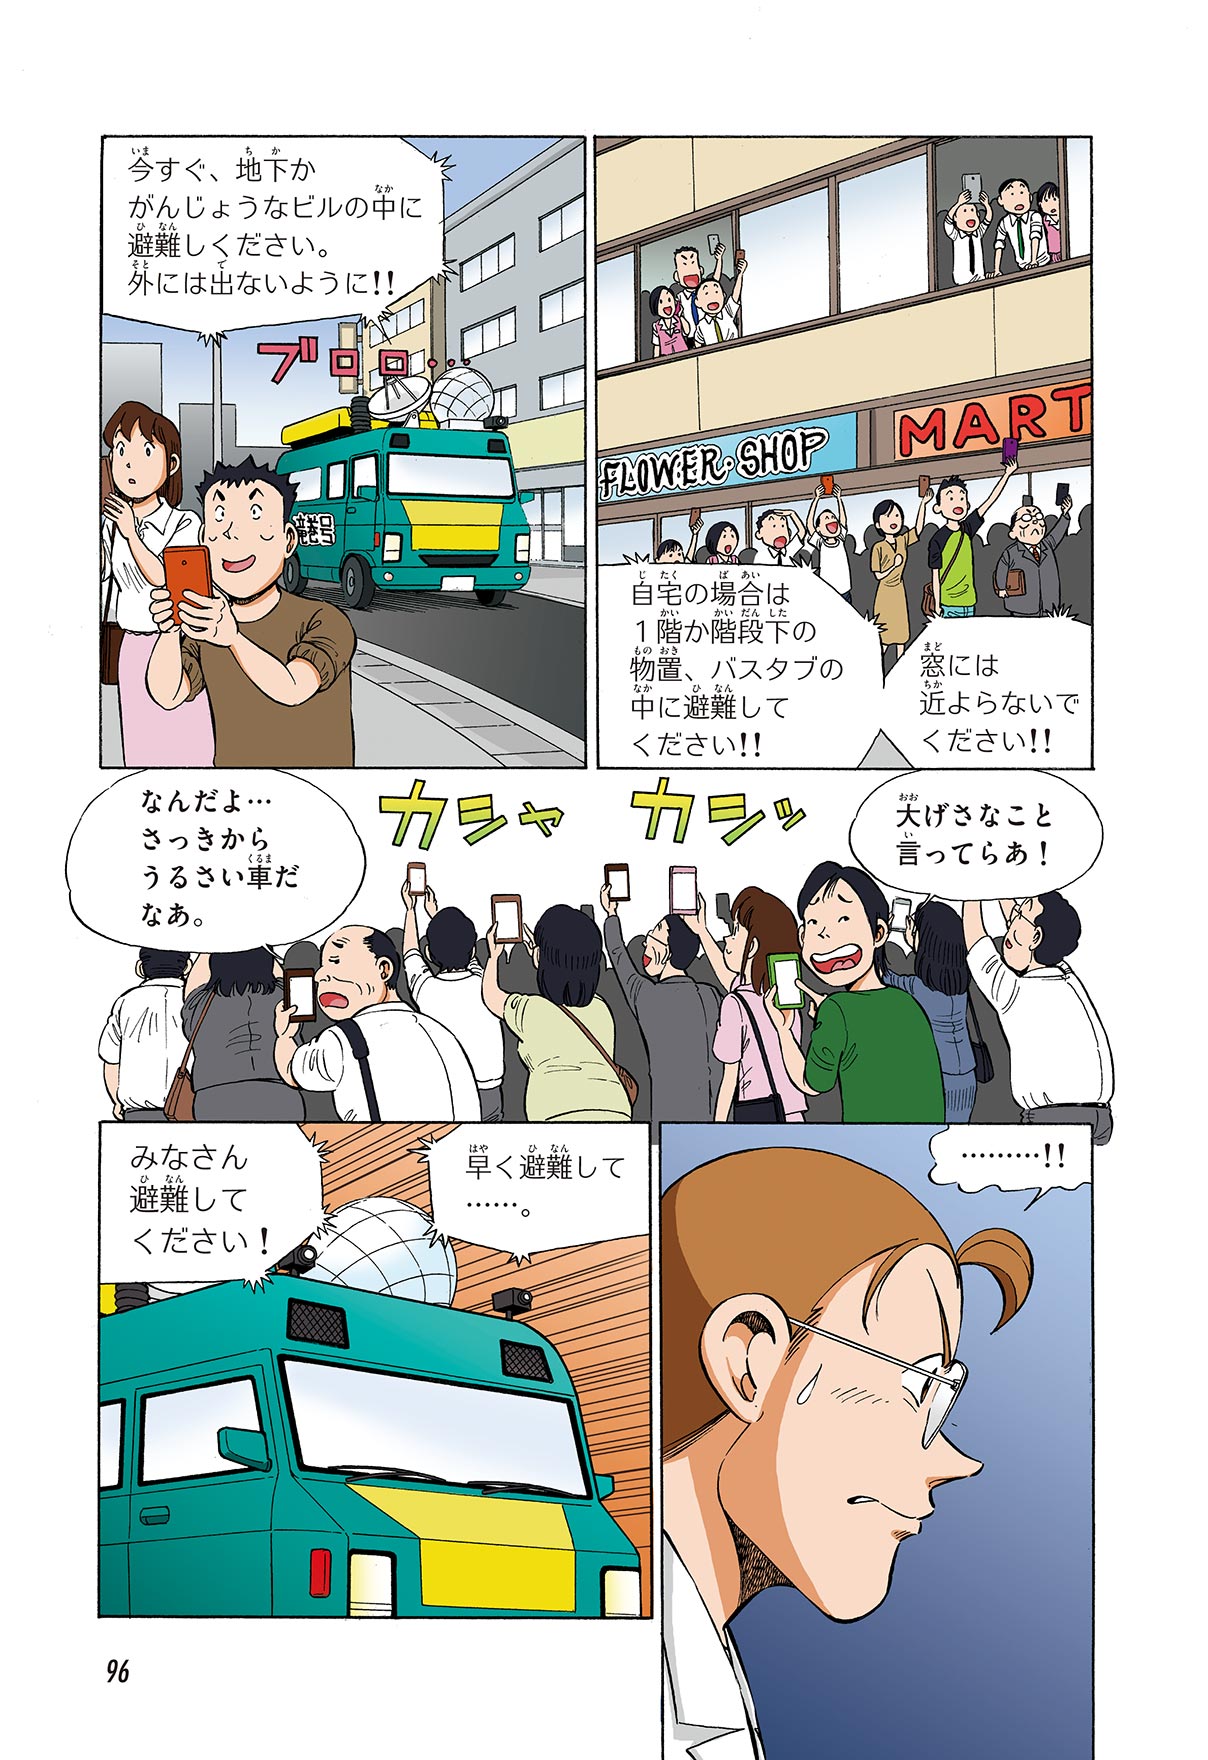 今すぐ、地下か
がんじょうなビルの中に
避難しください。
外には出ないように!!
ブロロ・・・
竜巻号
FLOWER・SHOP
MART
自宅の場合は
1階か階段下の
物置、バスタブの
中に避難して
ください!!
窓には
近よらないで
ください!!
なんだよ…
さっきから
うるさい車だ
なあ。
カシャ
カシッ
大げさなこと
言ってらあ！
みなさん
避難して
ください！
早く避難して
……。
………!!
96